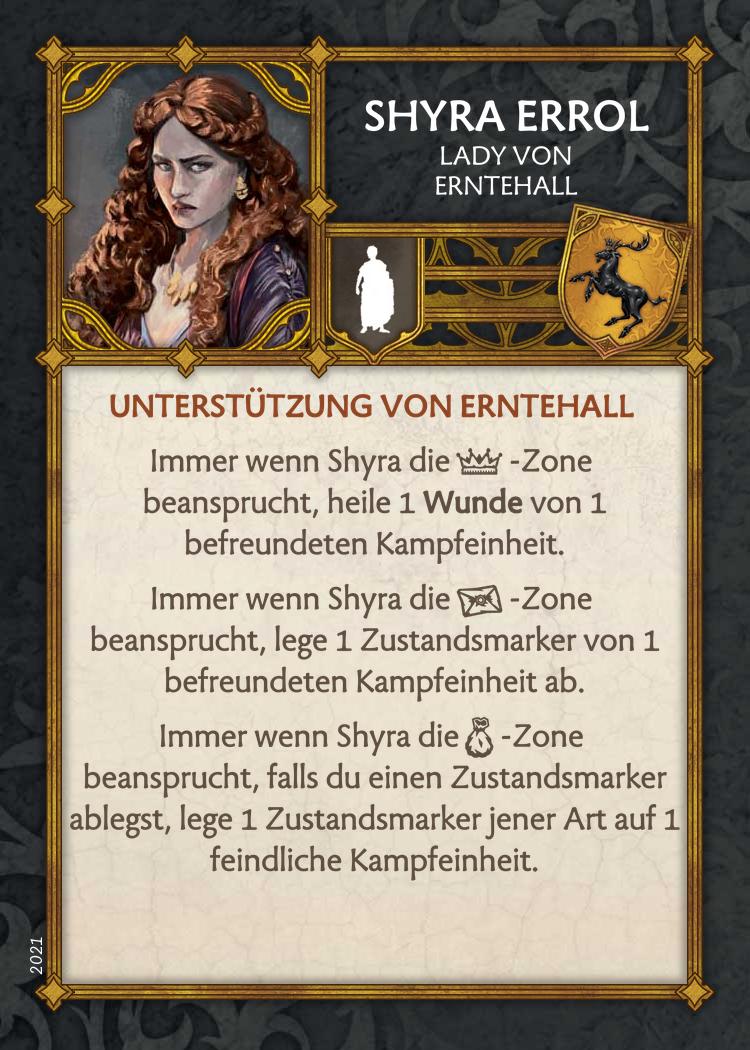 SHYRA ERROL
LADY VON
ERNTEHALL
UNTERSTÜTZUNG VON ERNTEHALL
Immer wenn Shyra die -Zone
beansprucht, heile 1 Wunde von 1
befreundeten Kampfeinheit.
Immer wenn Shyra die -Zone
beansprucht, lege 1 Zustandsmarker von 1
befreundeten Kampfeinheit ab.
Immer wenn Shyra die -Zone
beansprucht, falls du einen Zustandsmarker
ablegst, lege 1 Zustandsmarker jener Art auf 1
feindliche Kampfeinheit.
2021